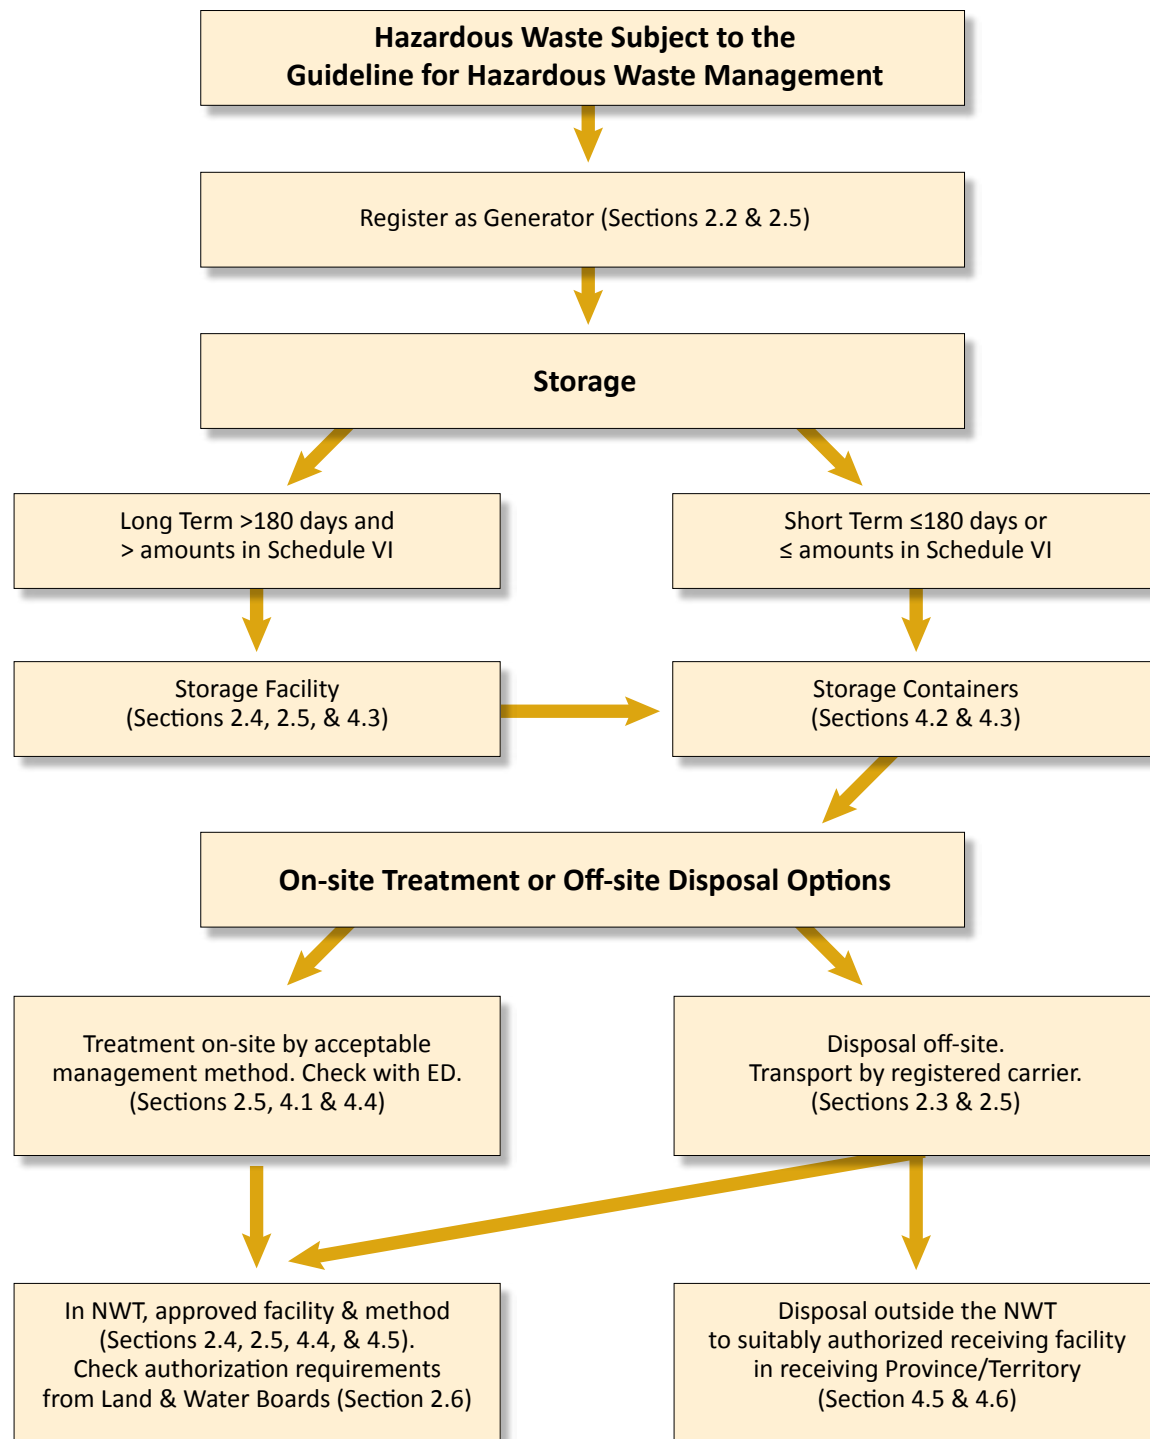 Hazardous Waste Subject to the
Guideline for Hazardous Waste Management
Register as Generator (Sections 2.2 & 2.5)
Storage
Long Term >180 days and
> amounts in Schedule VI
Short Term ≤180 days or
≤ amounts in Schedule VI
Storage Facility
(Sections 2.4, 2.5, & 4.3)
Storage Containers
(Sections 4.2 & 4.3)
On-site Treatment or Off-site Disposal Options
Treatment on-site by acceptable
management method. Check with ED.
(Sections 2.5, 4.1 & 4.4)
Disposal off-site.
Transport by registered carrier.
(Sections 2.3 & 2.5)
In NWT, approved facility & method
(Sections 2.4, 2.5, 4.4, & 4.5).
Check authorization requirements
from Land & Water Boards (Section 2.6)
Disposal outside the NWT
to suitably authorized receiving facility
in receiving Province/Territory
(Section 4.5 & 4.6)